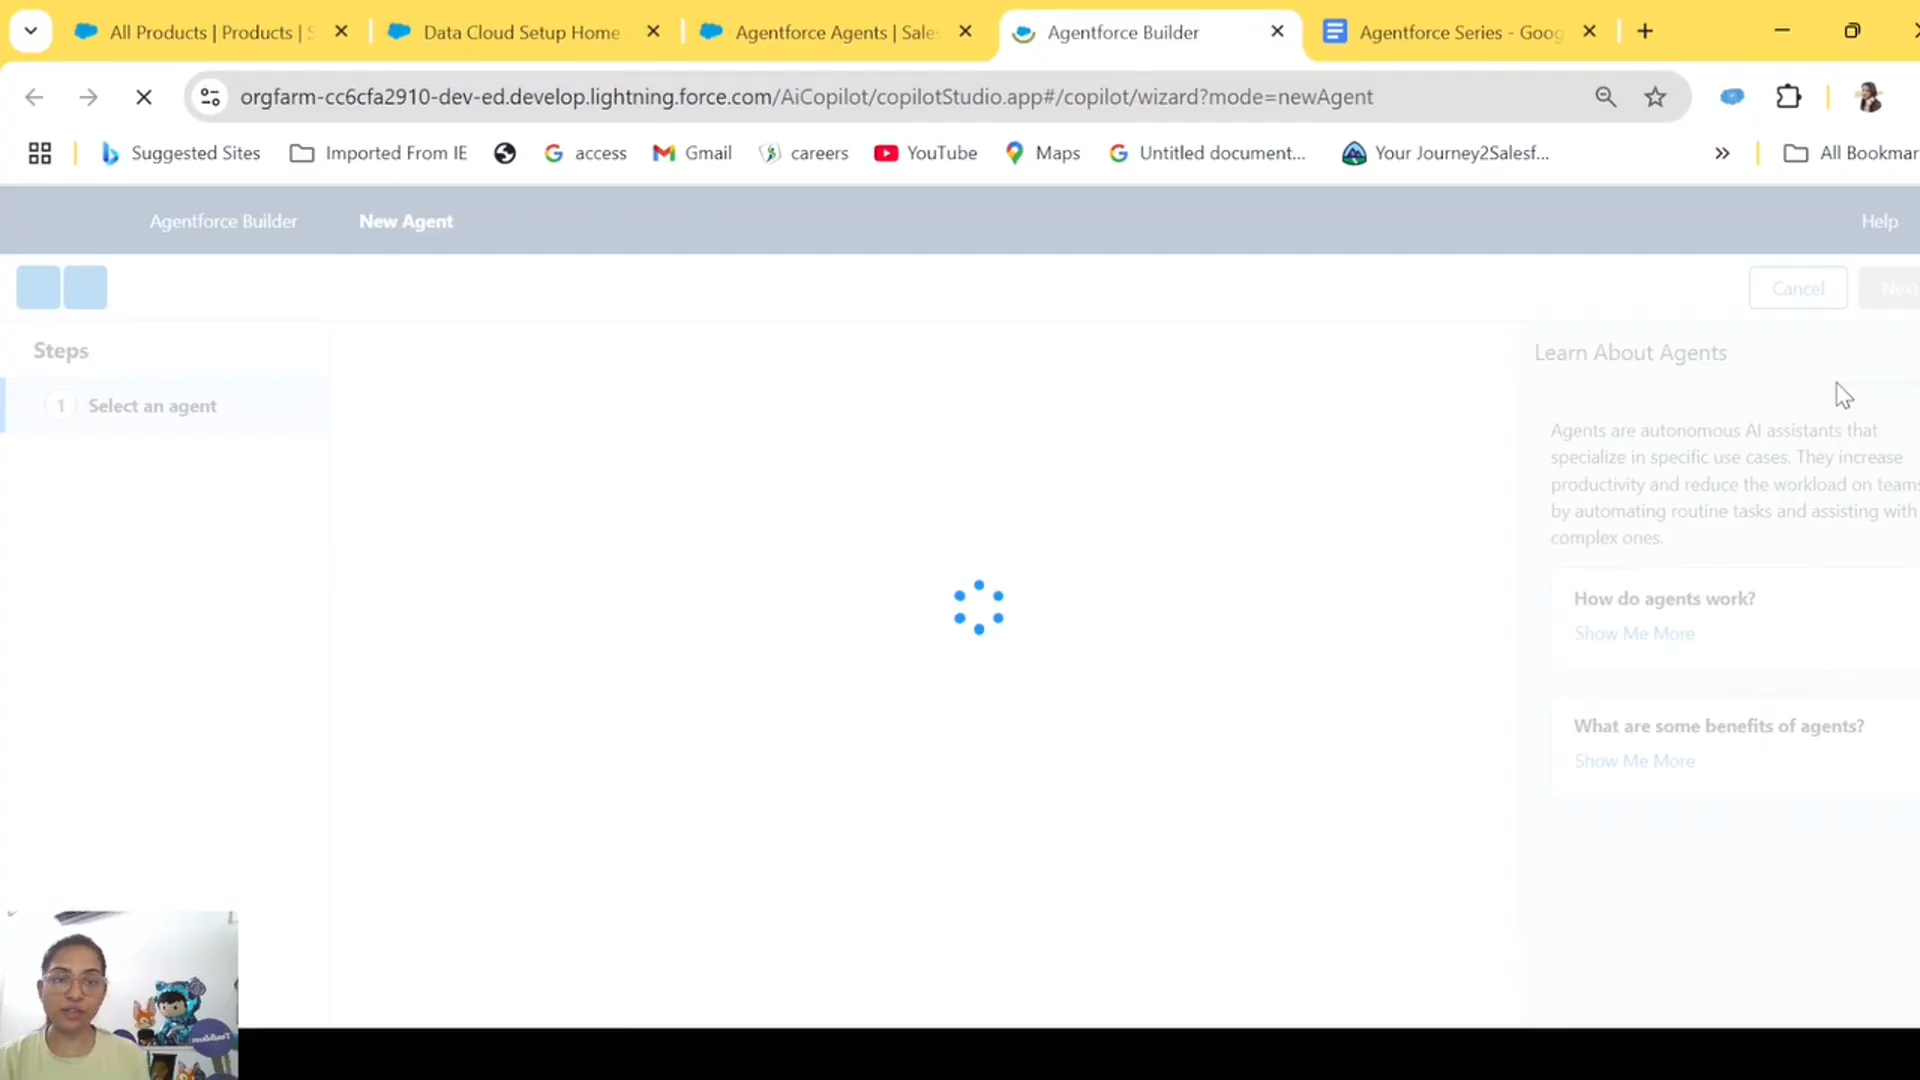 All Products | Products | S
Data Cloud Setup Home
Agentforce Agents | Sale
Agentforce Builder
Agentforce Series - Goog
orgfarm-cc6cfa2910-dev-ed.develop.lightning.force.com/AiCopilot/copilotStudio.app#/copilot/wizard?mode=newAgent
Suggested Sites
Imported From IE
access
Gmail
careers
YouTube
Maps
Untitled document...
Your Journey2Salesf...
All Bookmar
Agentforce Builder
New Agent
Help
Cancel
Next
Steps
1 Select an agent
Learn About Agents
Agents are autonomous AI assistants that
specialize in specific use cases. They increase
productivity and reduce the workload on teams
by automating routine tasks and assisting with
complex ones.
How do agents work?
Show Me More
What are some benefits of agents?
Show Me More